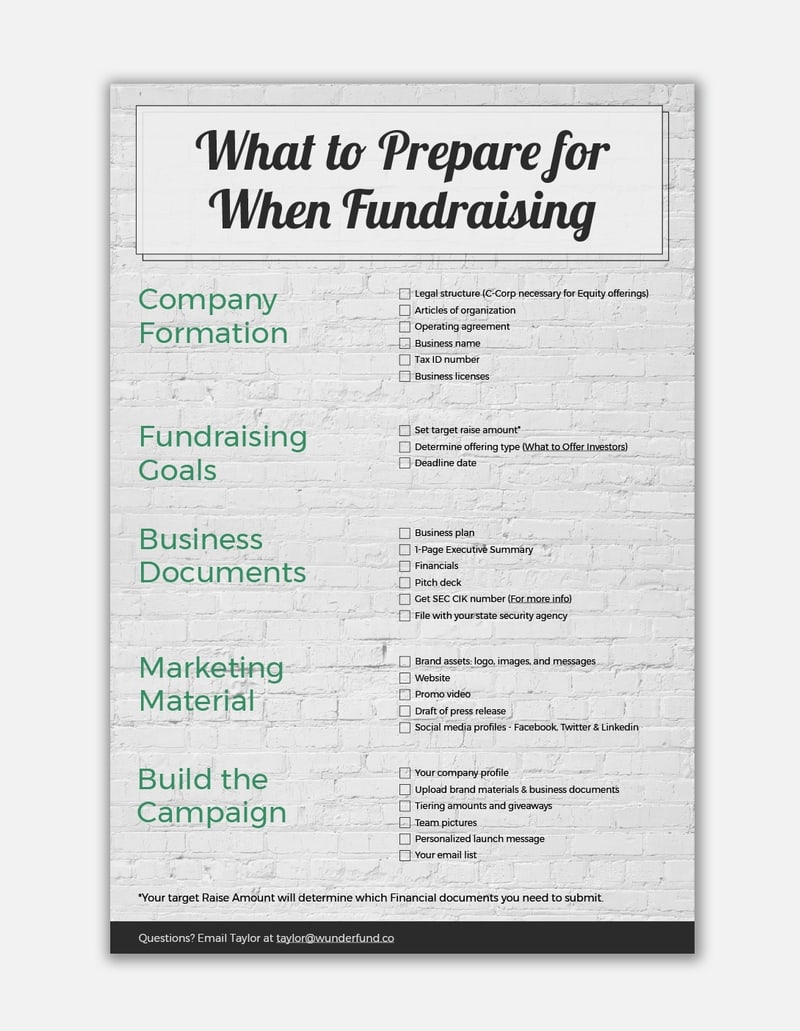 What to Prepare for
When Fundraising
Company
Formation
Legal structure (C-Corp necessary for Equity offerings)
Articles of organization
Operating agreement
Business name
Tax ID number
Business licenses
Fundraising
Goals
Set target raise amount*
Determine offering type (What to Offer Investors)
Deadline date
Business
Documents
Business plan
1-Page Executive Summary
Financials
Pitch deck
Get SEC CIK number (For more info)
File with your state security agency
Marketing
Material
Brand assets: logo, images, and messages
Website
Promo video
Draft of press release
Social media profiles - Facebook, Twitter & Linkedin
Build the
Campaign
Your company profile
Upload brand materials & business documents
Tiering amounts and giveaways
Team pictures
Personalized launch message
Your email list
*Your target Raise Amount will determine which Financial documents you need to submit.
Questions? Email Taylor at taylor@wunderfund.co